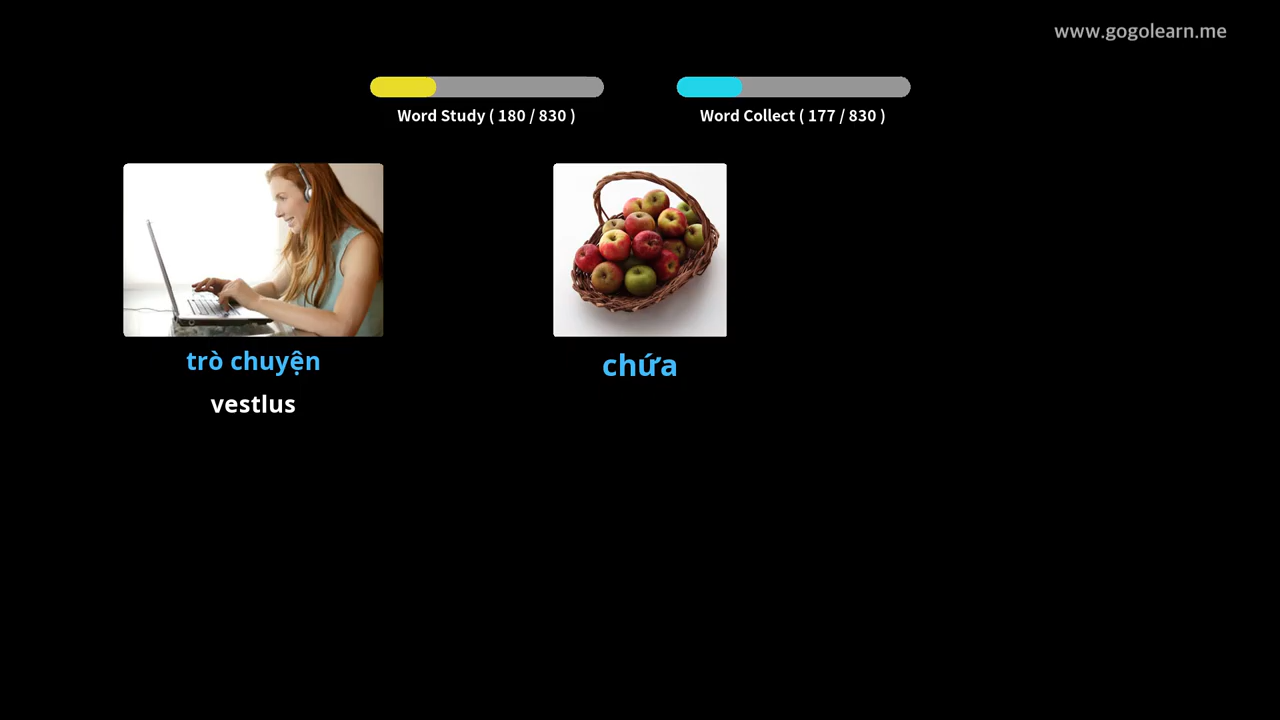 www.gogolearn.me
Word Study ( 180 / 830 )
Word Collect ( 177 / 830 )
trò chuyện
vestlus
chứa